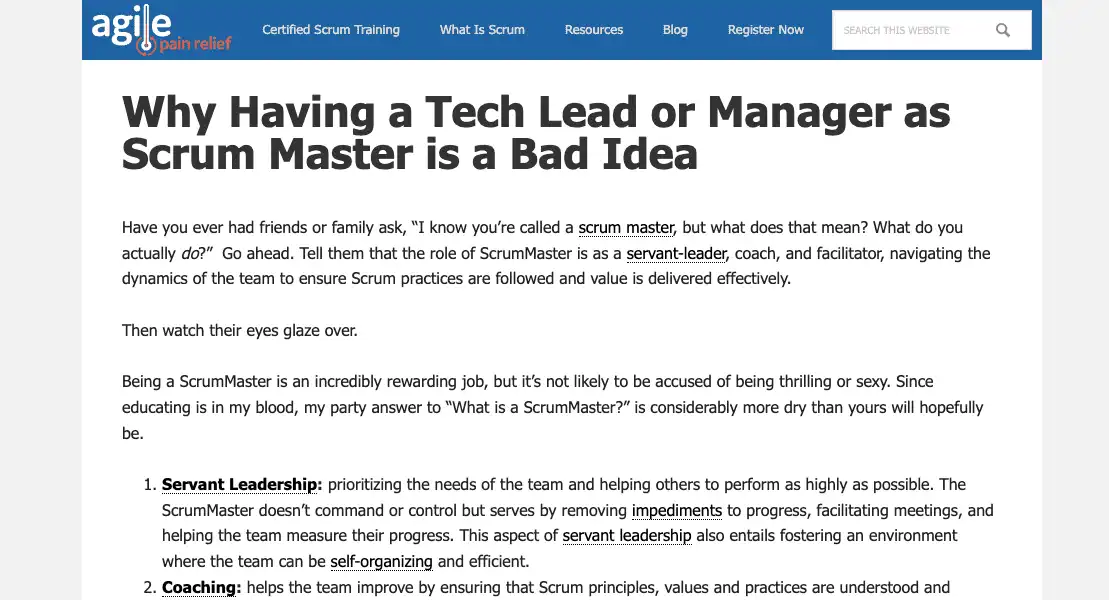 agile
pain relief
Certified Scrum Training
What Is Scrum
Resources
Blog
Register Now
SEARCH THIS WEBSITE
Why Having a Tech Lead or Manager as
Scrum Master is a Bad Idea
Have you ever had friends or family ask, “I know you’re called a scrum master, but what does that mean? What do you
actually do?”  Go ahead. Tell them that the role of ScrumMaster is as a servant-leader, coach, and facilitator, navigating the
dynamics of the team to ensure Scrum practices are followed and value is delivered effectively.
Then watch their eyes glaze over.
Being a ScrumMaster is an incredibly rewarding job, but it’s not likely to be accused of being thrilling or sexy. Since
educating is in my blood, my party answer to “What is a ScrumMaster?” is considerably more dry than yours will hopefully
be.
1. Servant Leadership: prioritizing the needs of the team and helping others to perform as highly as possible. The
ScrumMaster doesn’t command or control but serves by removing impediments to progress, facilitating meetings, and
helping the team measure their progress. This aspect of servant leadership also entails fostering an environment
where the team can be self-organizing and efficient.
2. Coaching: helps the team improve by ensuring that Scrum principles, values and practices are understood and